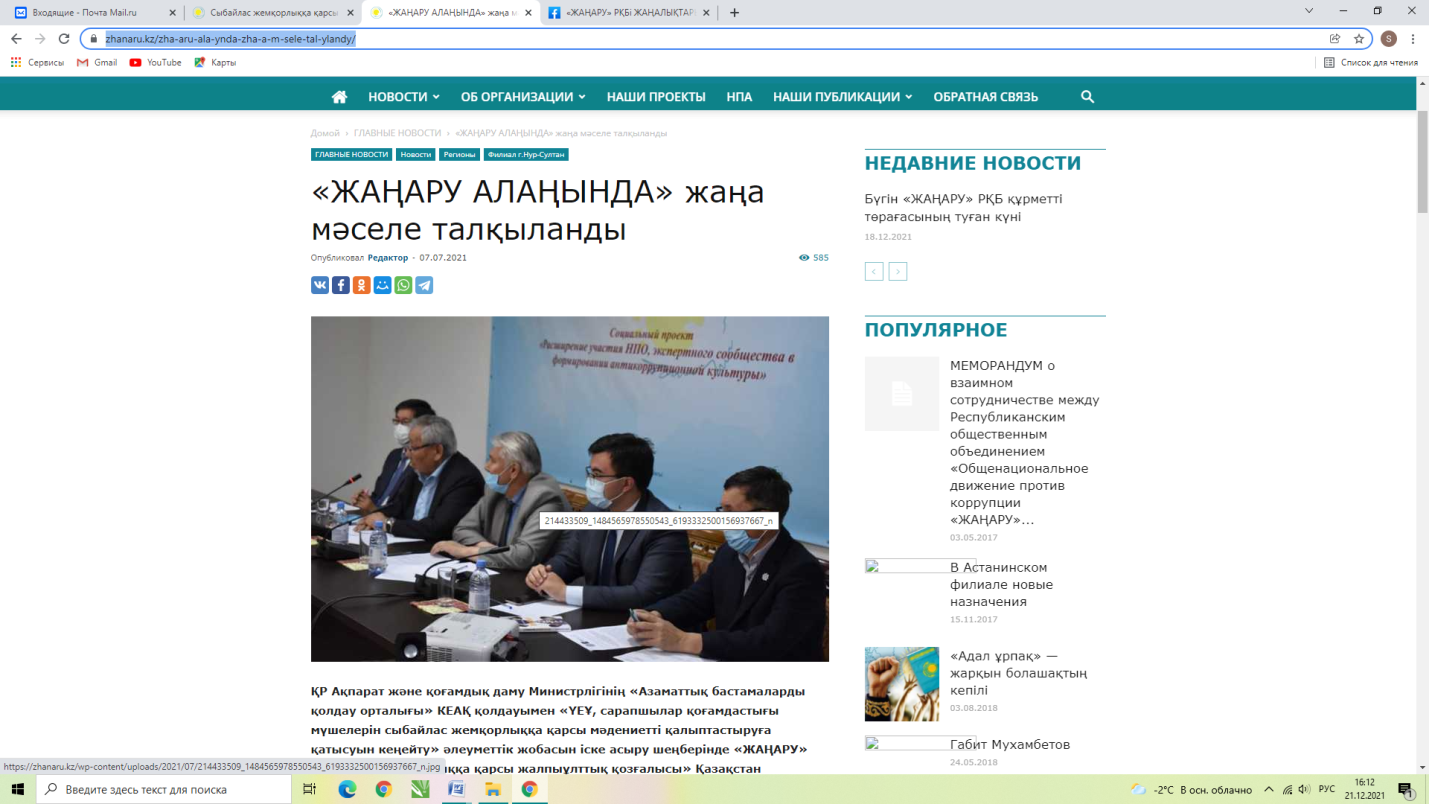 Входящие - Почта Mail.ru
Сыбайлас жемқорлыққа қарсы
«ЖАҢАРУ АЛАҢЫНДА» жаңа м
«ЖАҢАРУ» РҚБі ЖАҢАЛЫҚТАР
zhanaru.kz/zha-aru-ala-ynda-zha-a-m-sele-tal-ylandy/
S
Сервисы Gmail YouTube Карты
Список для чтения
НОВОСТИ ОБ ОРГАНИЗАЦИИ НАШИ ПРОЕКТЫ НПА НАШИ ПУБЛИКАЦИИ ОБРАТНАЯ СВЯЗЬ
Домой › ГЛАВНЫЕ НОВОСТИ › «ЖАҢАРУ АЛАҢЫНДА» жаңа мәселе талқыланды
ГЛАВНЫЕ НОВОСТИ Новости Регионы Филиал г.Нур-Султан
«ЖАҢАРУ АЛАҢЫНДА» жаңа
мәселе талқыланды
Опубликовал Редактор - 07.07.2021
585
Социальный проект
«Расширение участия НПО, экспертного сообщества в
формировании антикоррупционной культуры»
214433509_1484565978550543_6193332500156937667_n
ҚР Ақпарат және қоғамдық даму Министрлігінің «Азаматтық бастамаларды
қолдау орталығы» КЕАҚ қолдауымен «ҮЕҰ, сарапшылар қоғамдастығы
мүшелерін сыбайлас жемқорлыққа қарсы мәдениетті қалыптастыруға
қатысуын кеңейту» әлеуметтік жобасын іске асыру шеңберінде «ЖАҢАРУ»
ққа қарсы жалпыұлттық қозғалысы» Қазақстан
НЕДАВНИЕ НОВОСТИ
Бүгін «ЖАҢАРУ» РҚБ құрметті
төрағасының туған күні
18.12.2021
ПОПУЛЯРНОЕ
МЕМОРАНДУМ о
взаимном
сотрудничестве между
Республиканским
общественным
объединением
«Общенациональное
движение против
коррупции
«ЖАҢАРУ»...
03.05.2017
В Астанинском
филиале новые
назначения
15.11.2017
«Адал ұрпақ» —
жарқын болашақтың
кепілі
03.08.2018
Габит Мухамбетов
24.05.2018
https://zhanaru.kz/wp-content/uploads/2021/07/214433509_1484565978550543_6193332500156937667_n.jpg
Введите здесь текст для поиска
-2°C В осн. облачно
РУС
16:12
21.12.2021
1